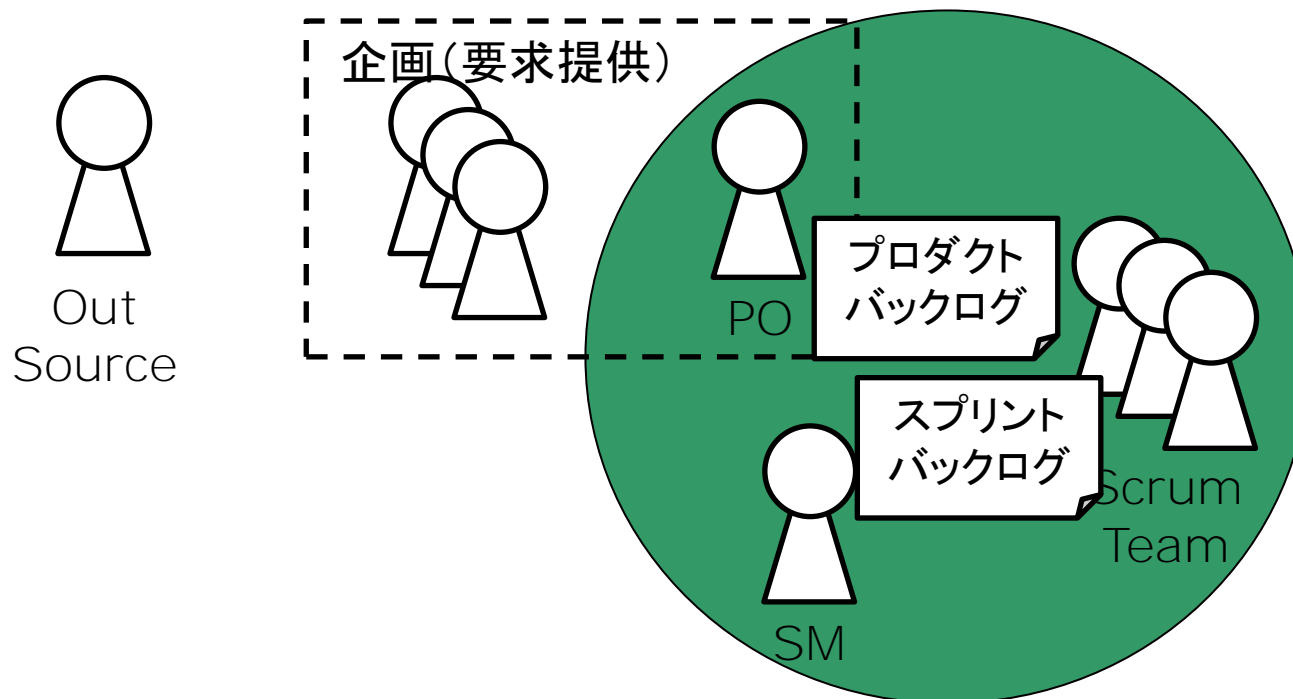 企画(要求提供)
Out
Source
PO
プロダクト
バックログ
スプリント
バックログ
Scrum
Team
SM